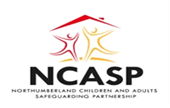 NCASP
NORTHUMBERLAND CHILDREN AND ADULTS
SAFEGUARDING PARTNERSHIP